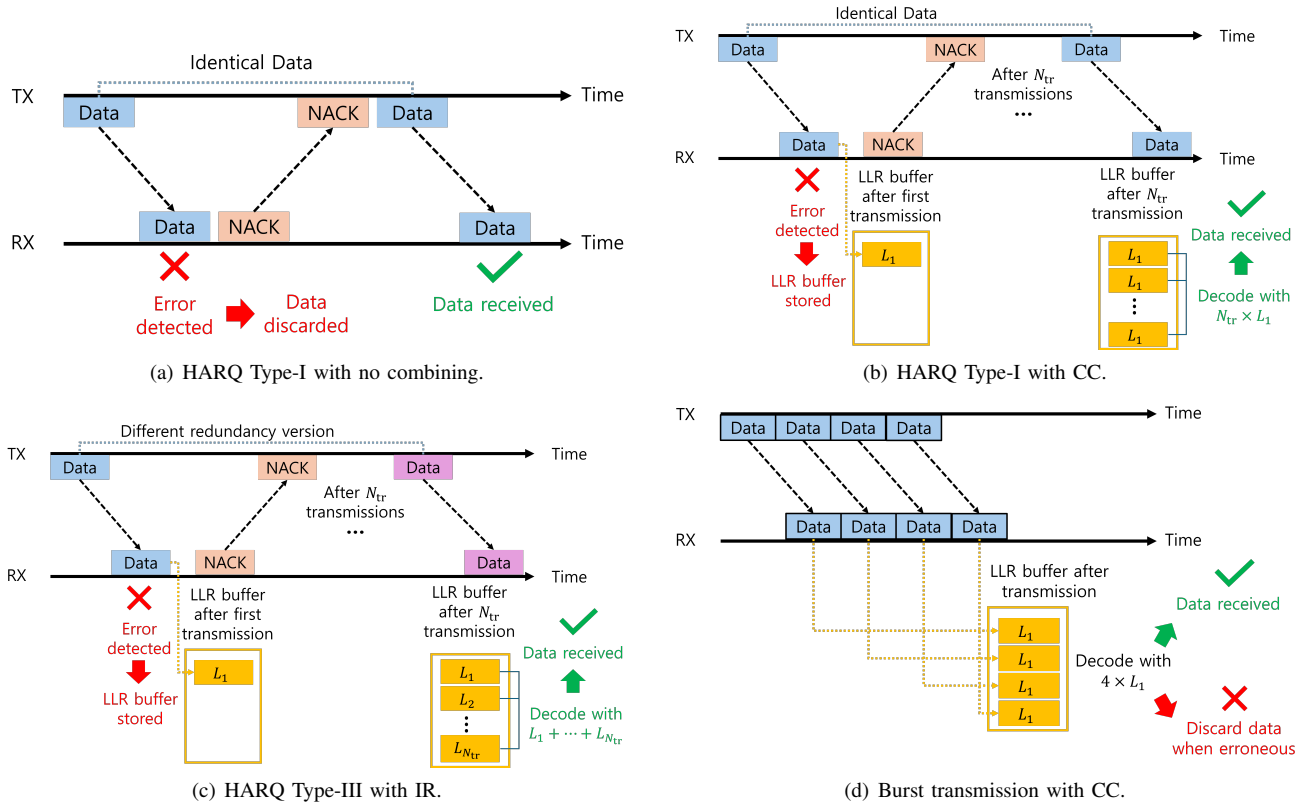 Identical Data
TX
Data
NACK
Data
Time
RX
Data
NACK
Data
Time
Error
detected
Data
discarded
Data received
(a) HARQ Type-I with no combining.
Identical Data
TX
Data
NACK
Data
Time
After N_tr
transmissions
...
RX
Data
NACK
Data
Time
Error
detected
LLR buffer
stored
LLR buffer
after first
transmission
L_1
LLR buffer
after N_tr
transmission
L_1
L_1
⋮
L_1
Data received
Decode with
N_tr × L_1
(b) HARQ Type-I with CC.
Different redundancy version
TX
Data
NACK
Data
Time
After N_tr
transmissions
...
RX
Data
NACK
Data
Time
Error
detected
LLR buffer
stored
LLR buffer
after first
transmission
L_1
LLR buffer
after N_tr
transmission
L_1
L_2
⋮
L_N_tr
Data received
Decode with
L_1 + ⋯ + L_N_tr
(c) HARQ Type-III with IR.
TX
Time
Data Data Data Data
Data Data Data Data
RX
Time
LLR buffer after
transmission
L_1
L_1
L_1
L_1
Data received
Decode with
4 × L_1
Discard data
when erroneous
(d) Burst transmission with CC.